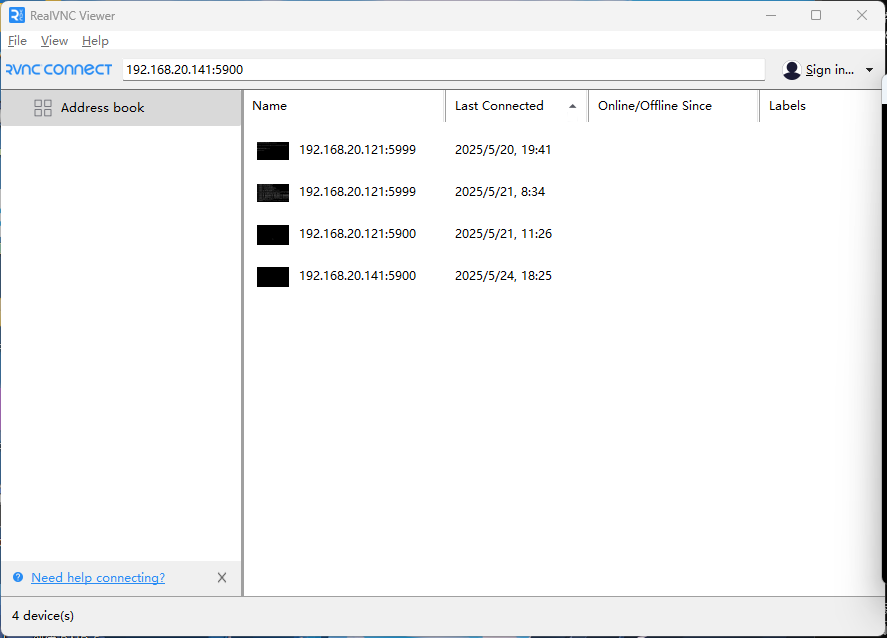 RealVNC Viewer
File View Help
RVNC CONNECT 192.168.20.141:5900 Sign in...
Address book
Name Last Connected Online/Offline Since Labels
192.168.20.121:5999 2025/5/20, 19:41
192.168.20.121:5999 2025/5/21, 8:34
192.168.20.121:5900 2025/5/21, 11:26
192.168.20.141:5900 2025/5/24, 18:25
? Need help connecting? X
4 device(s)